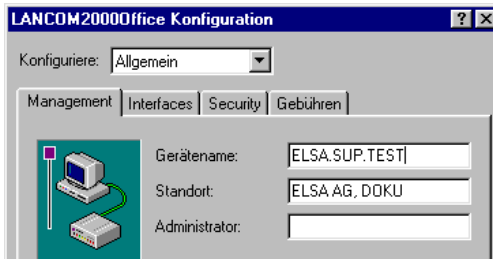 LANCOM2000Office Konfiguration
Konfiguriere: Allgemein
Management Interfaces Security Gebühren
Gerätename: ELSA.SUP.TEST
Standort: ELSA AG, DOKU
Administrator: